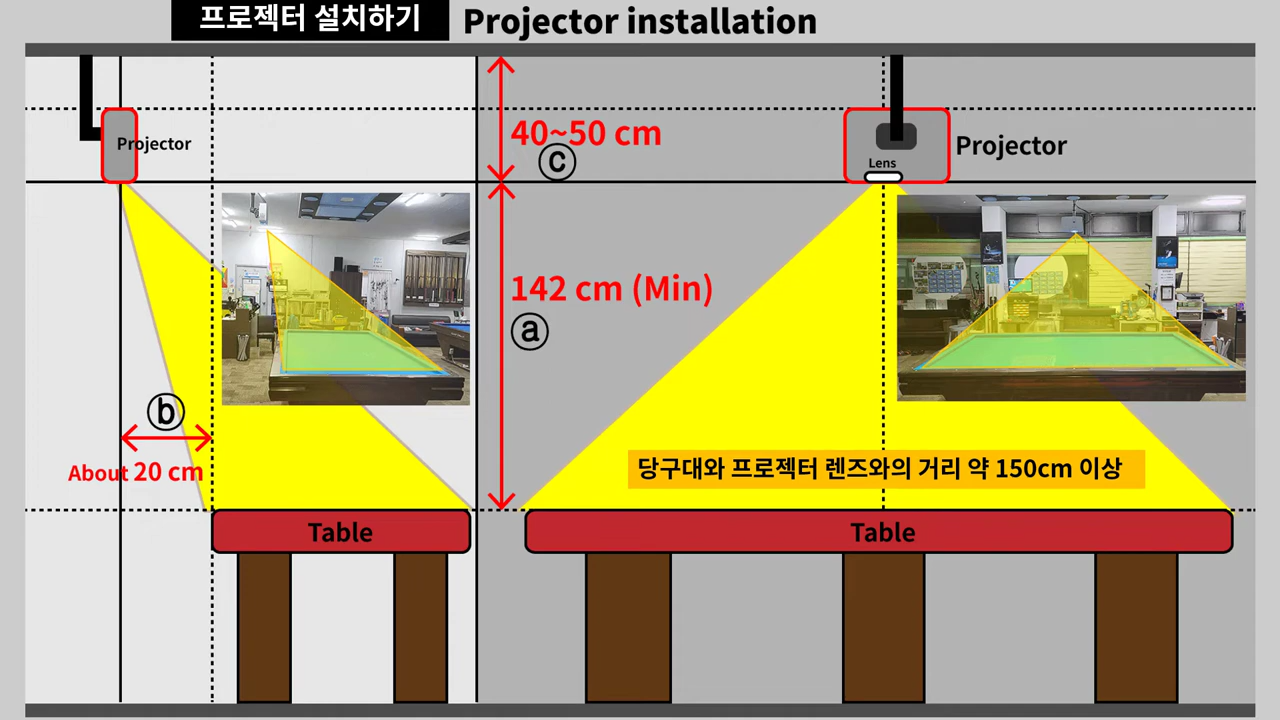 프로젝터 설치하기 Projector installation
40~50 cm
ⓒ
Projector
Projector
Lens
142 cm (Min)
ⓐ
ⓑ
About 20 cm
당구대와 프로젝터 렌즈와의 거리 약 150cm 이상
Table
Table